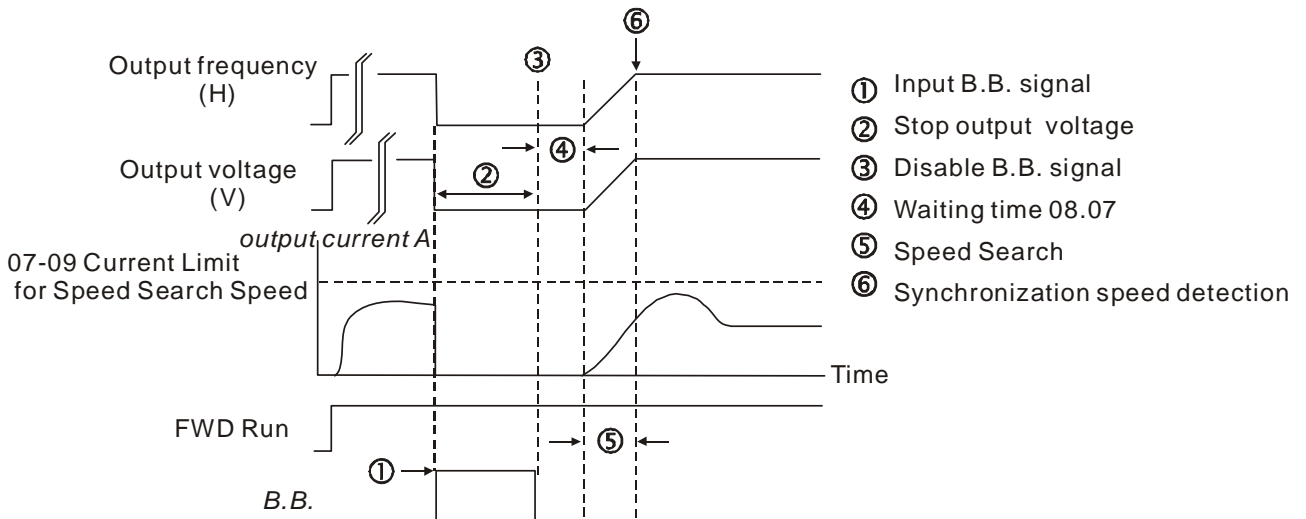 Output frequency
(H)
Output voltage
(V)
output current A
07-09 Current Limit
for Speed Search Speed
FWD Run
B.B.
Time
①
②
③
④
⑤
⑥
① Input B.B. signal
② Stop output voltage
③ Disable B.B. signal
④ Waiting time 08.07
⑤ Speed Search
⑥ Synchronization speed detection